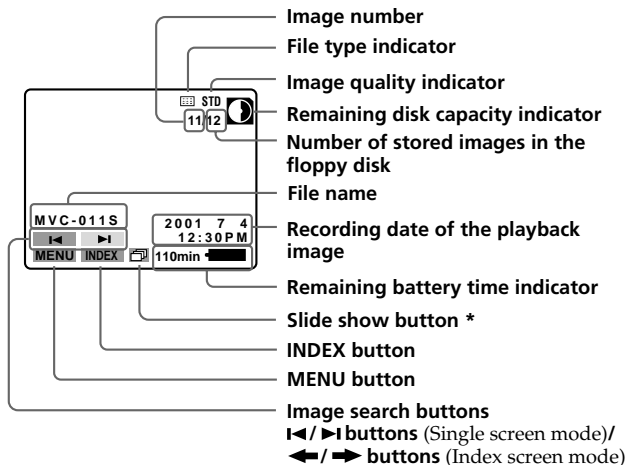 Image number
File type indicator
Image quality indicator
Remaining disk capacity indicator
Number of stored images in the
floppy disk
File name
Recording date of the playback
image
Remaining battery time indicator
Slide show button *
INDEX button
MENU button
Image search buttons
/ buttons (Single screen mode)/
/ buttons (Index screen mode)
STD
11/12
MVC-011S
2001 7 4
12:30PM
MENU INDEX 110min